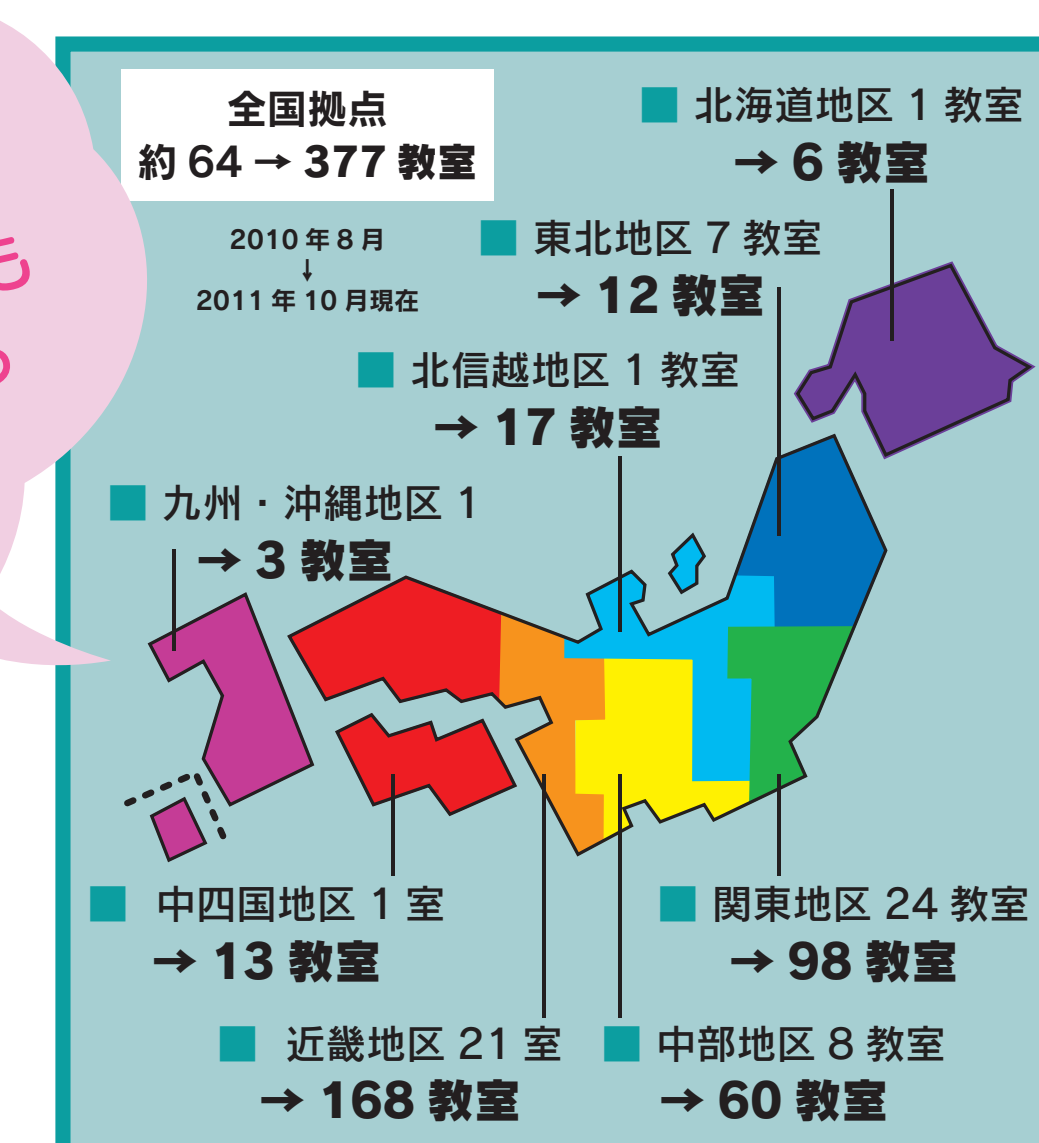 全国拠点
約 64 → 377 教室
2010 年 8 月
↓
2011 年 10 月現在
■ 北海道地区 1 教室
→ 6 教室
■ 東北地区 7 教室
→ 12 教室
■ 北信越地区 1 教室
→ 17 教室
■ 九州・沖縄地区 1
→ 3 教室
も
■ 中四国地区 1 室
→ 13 教室
■ 関東地区 24 教室
→ 98 教室
■ 近畿地区 21 室
→ 168 教室
■ 中部地区 8 教室
→ 60 教室